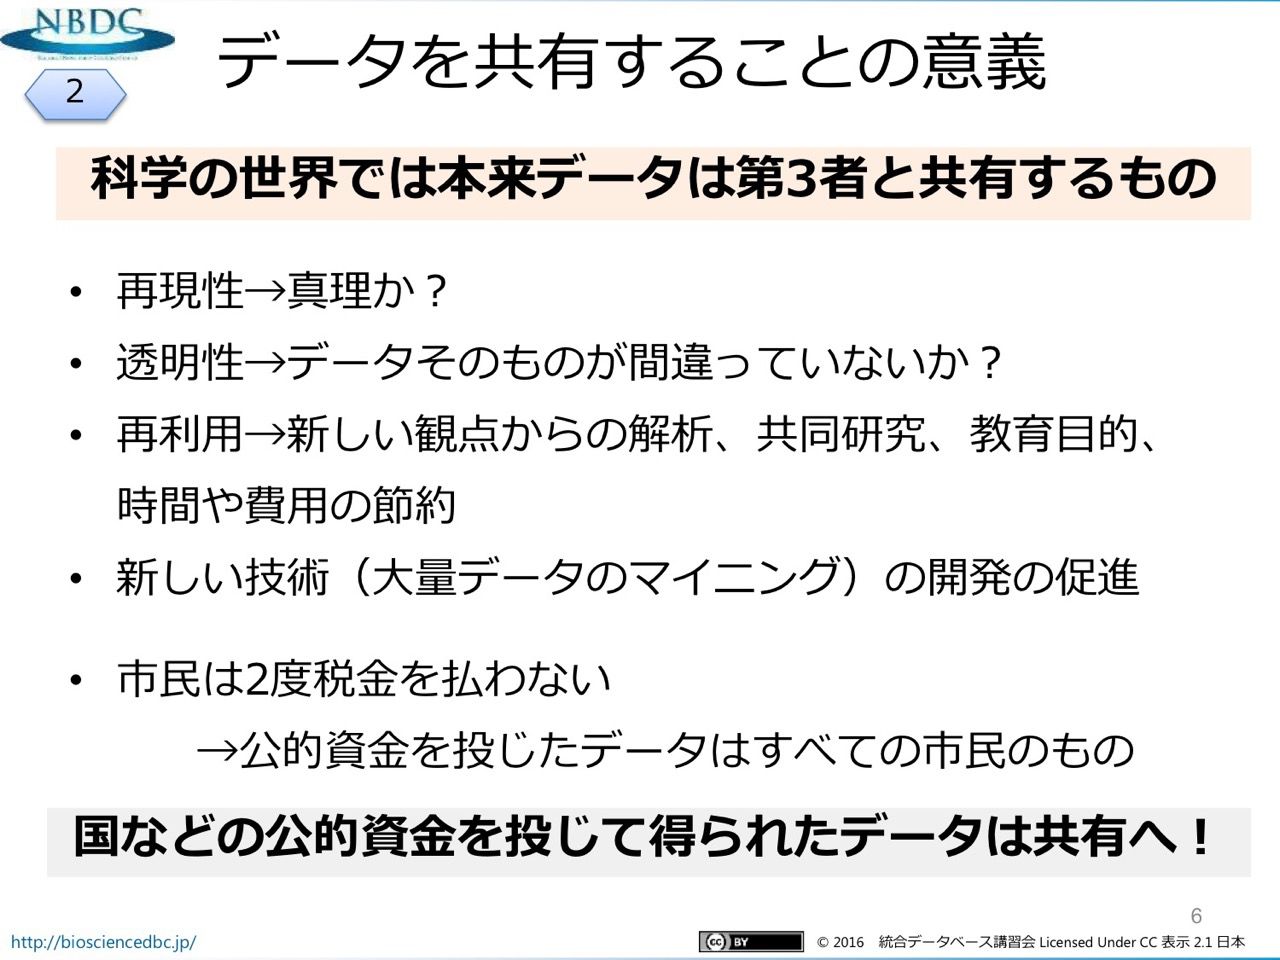 NBDC
2
データを共有することの意義
科学の世界では本来データは第3者と共有するもの
• 再現性→真理か？
• 透明性→データそのものが間違っていないか？
• 再利用→新しい観点からの解析、共同研究、教育目的、
時間や費用の節約
• 新しい技術（大量データのマイニング）の開発の促進
• 市民は2度税金を払わない
→公的資金を投じたデータはすべての市民のもの
国などの公的資金を投じて得られたデータは共有へ！
6
http://biosciencedbc.jp/
cc BY © 2016 統合データベース講習会 Licensed Under CC 表示 2.1 日本